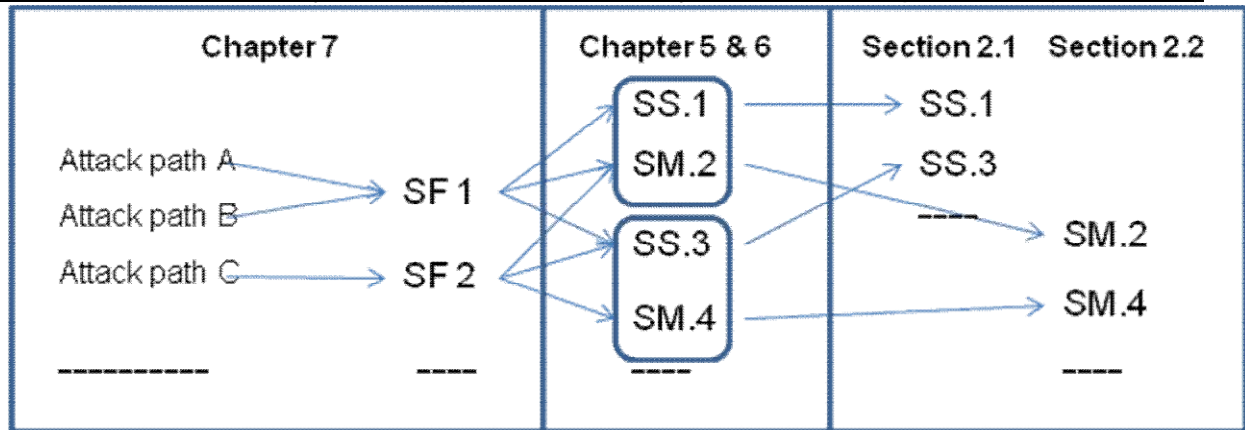 Chapter 7
Attack path A
Attack path B
Attack path C
----------
SF 1
SF 2
----
Chapter 5 & 6
SS.1
SM.2
SS.3
SM.4
----
Section 2.1 Section 2.2
SS.1
SS.3
----
SM.2
SM.4
----